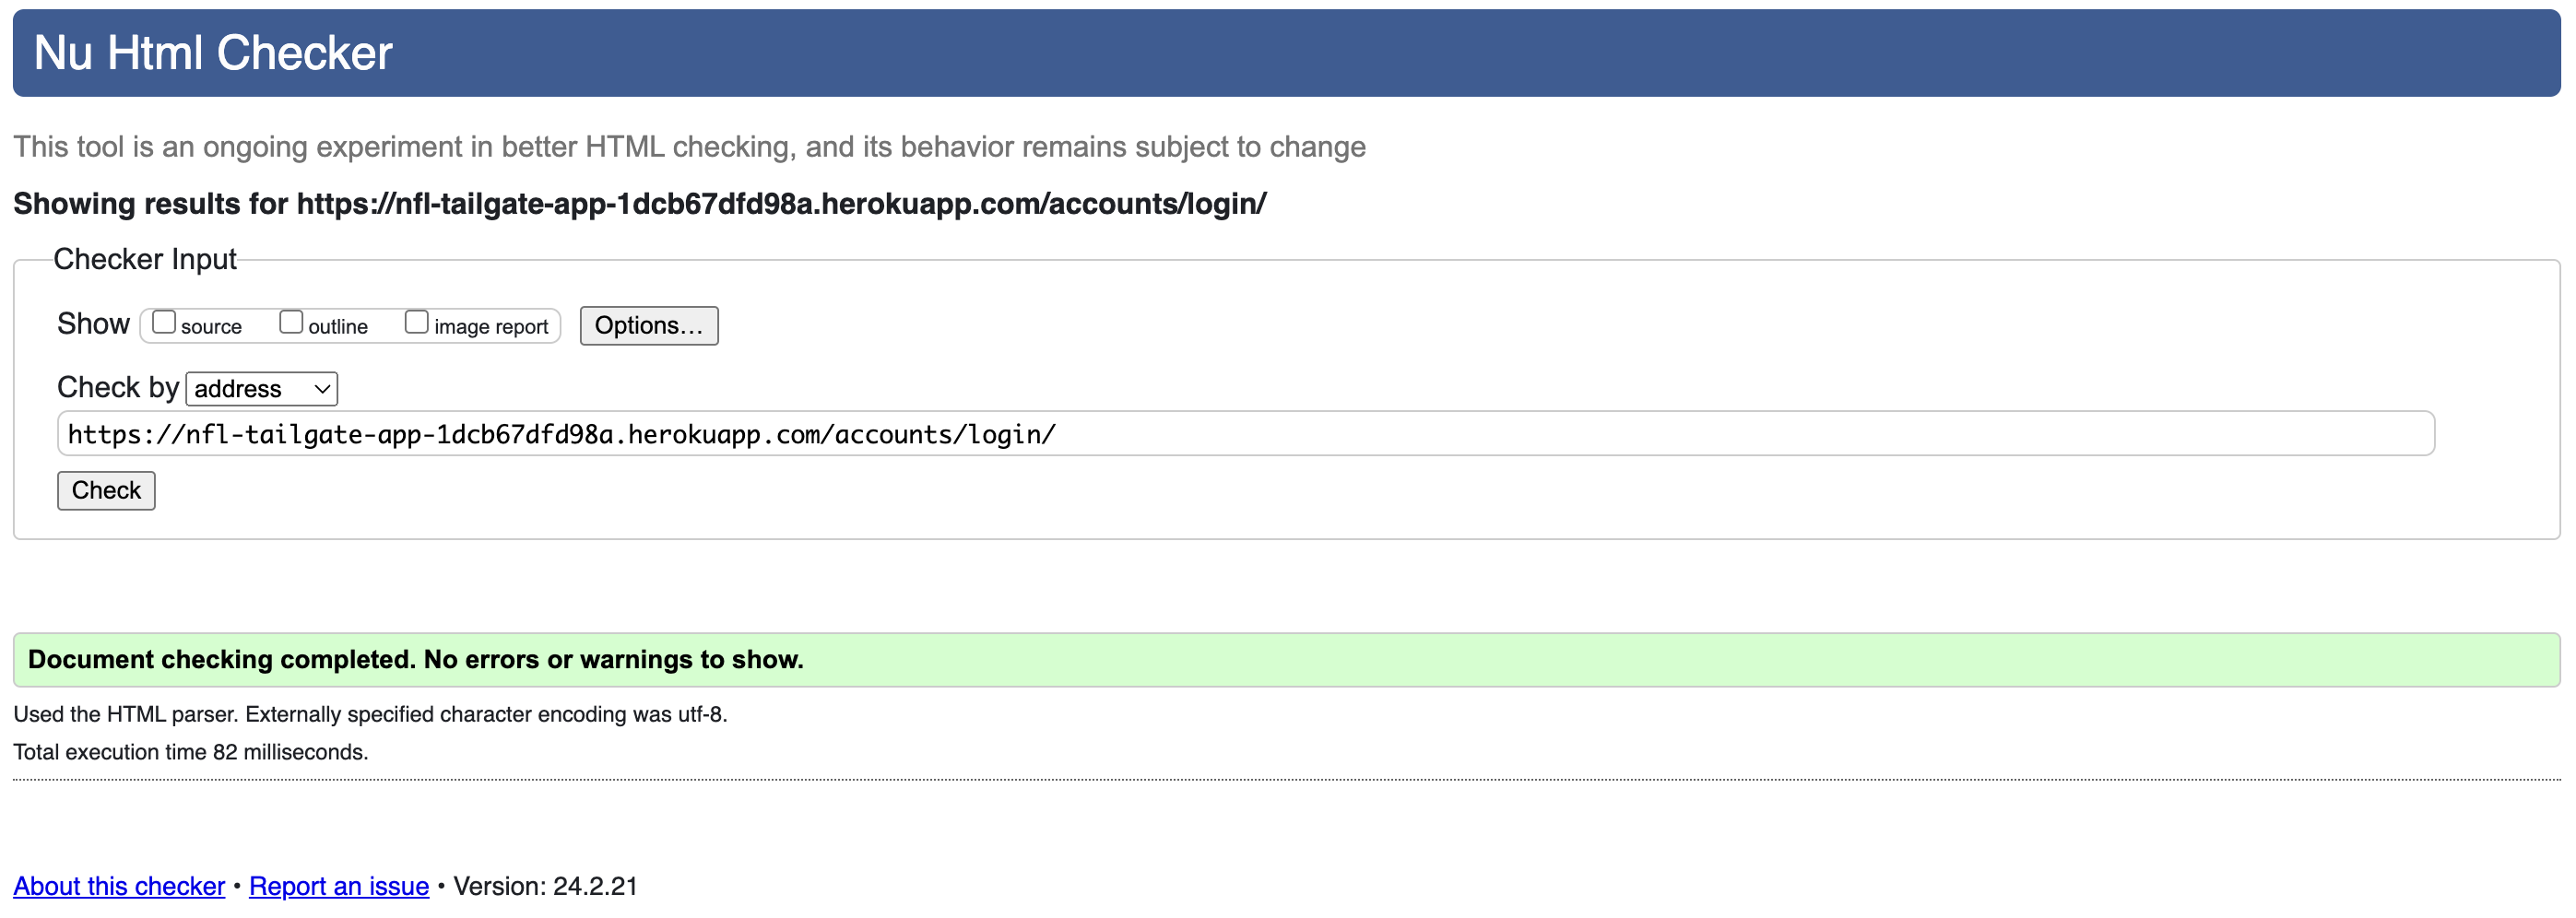 Nu Html Checker
This tool is an ongoing experiment in better HTML checking, and its behavior remains subject to change
Showing results for https://nfl-tailgate-app-1dcb67dfd98a.herokuapp.com/accounts/login/
Checker Input
Show source outline image report Options...
Check by address
https://nfl-tailgate-app-1dcb67dfd98a.herokuapp.com/accounts/login/
Check
Document checking completed. No errors or warnings to show.
Used the HTML parser. Externally specified character encoding was utf-8.
Total execution time 82 milliseconds.
About this checker • Report an issue • Version: 24.2.21